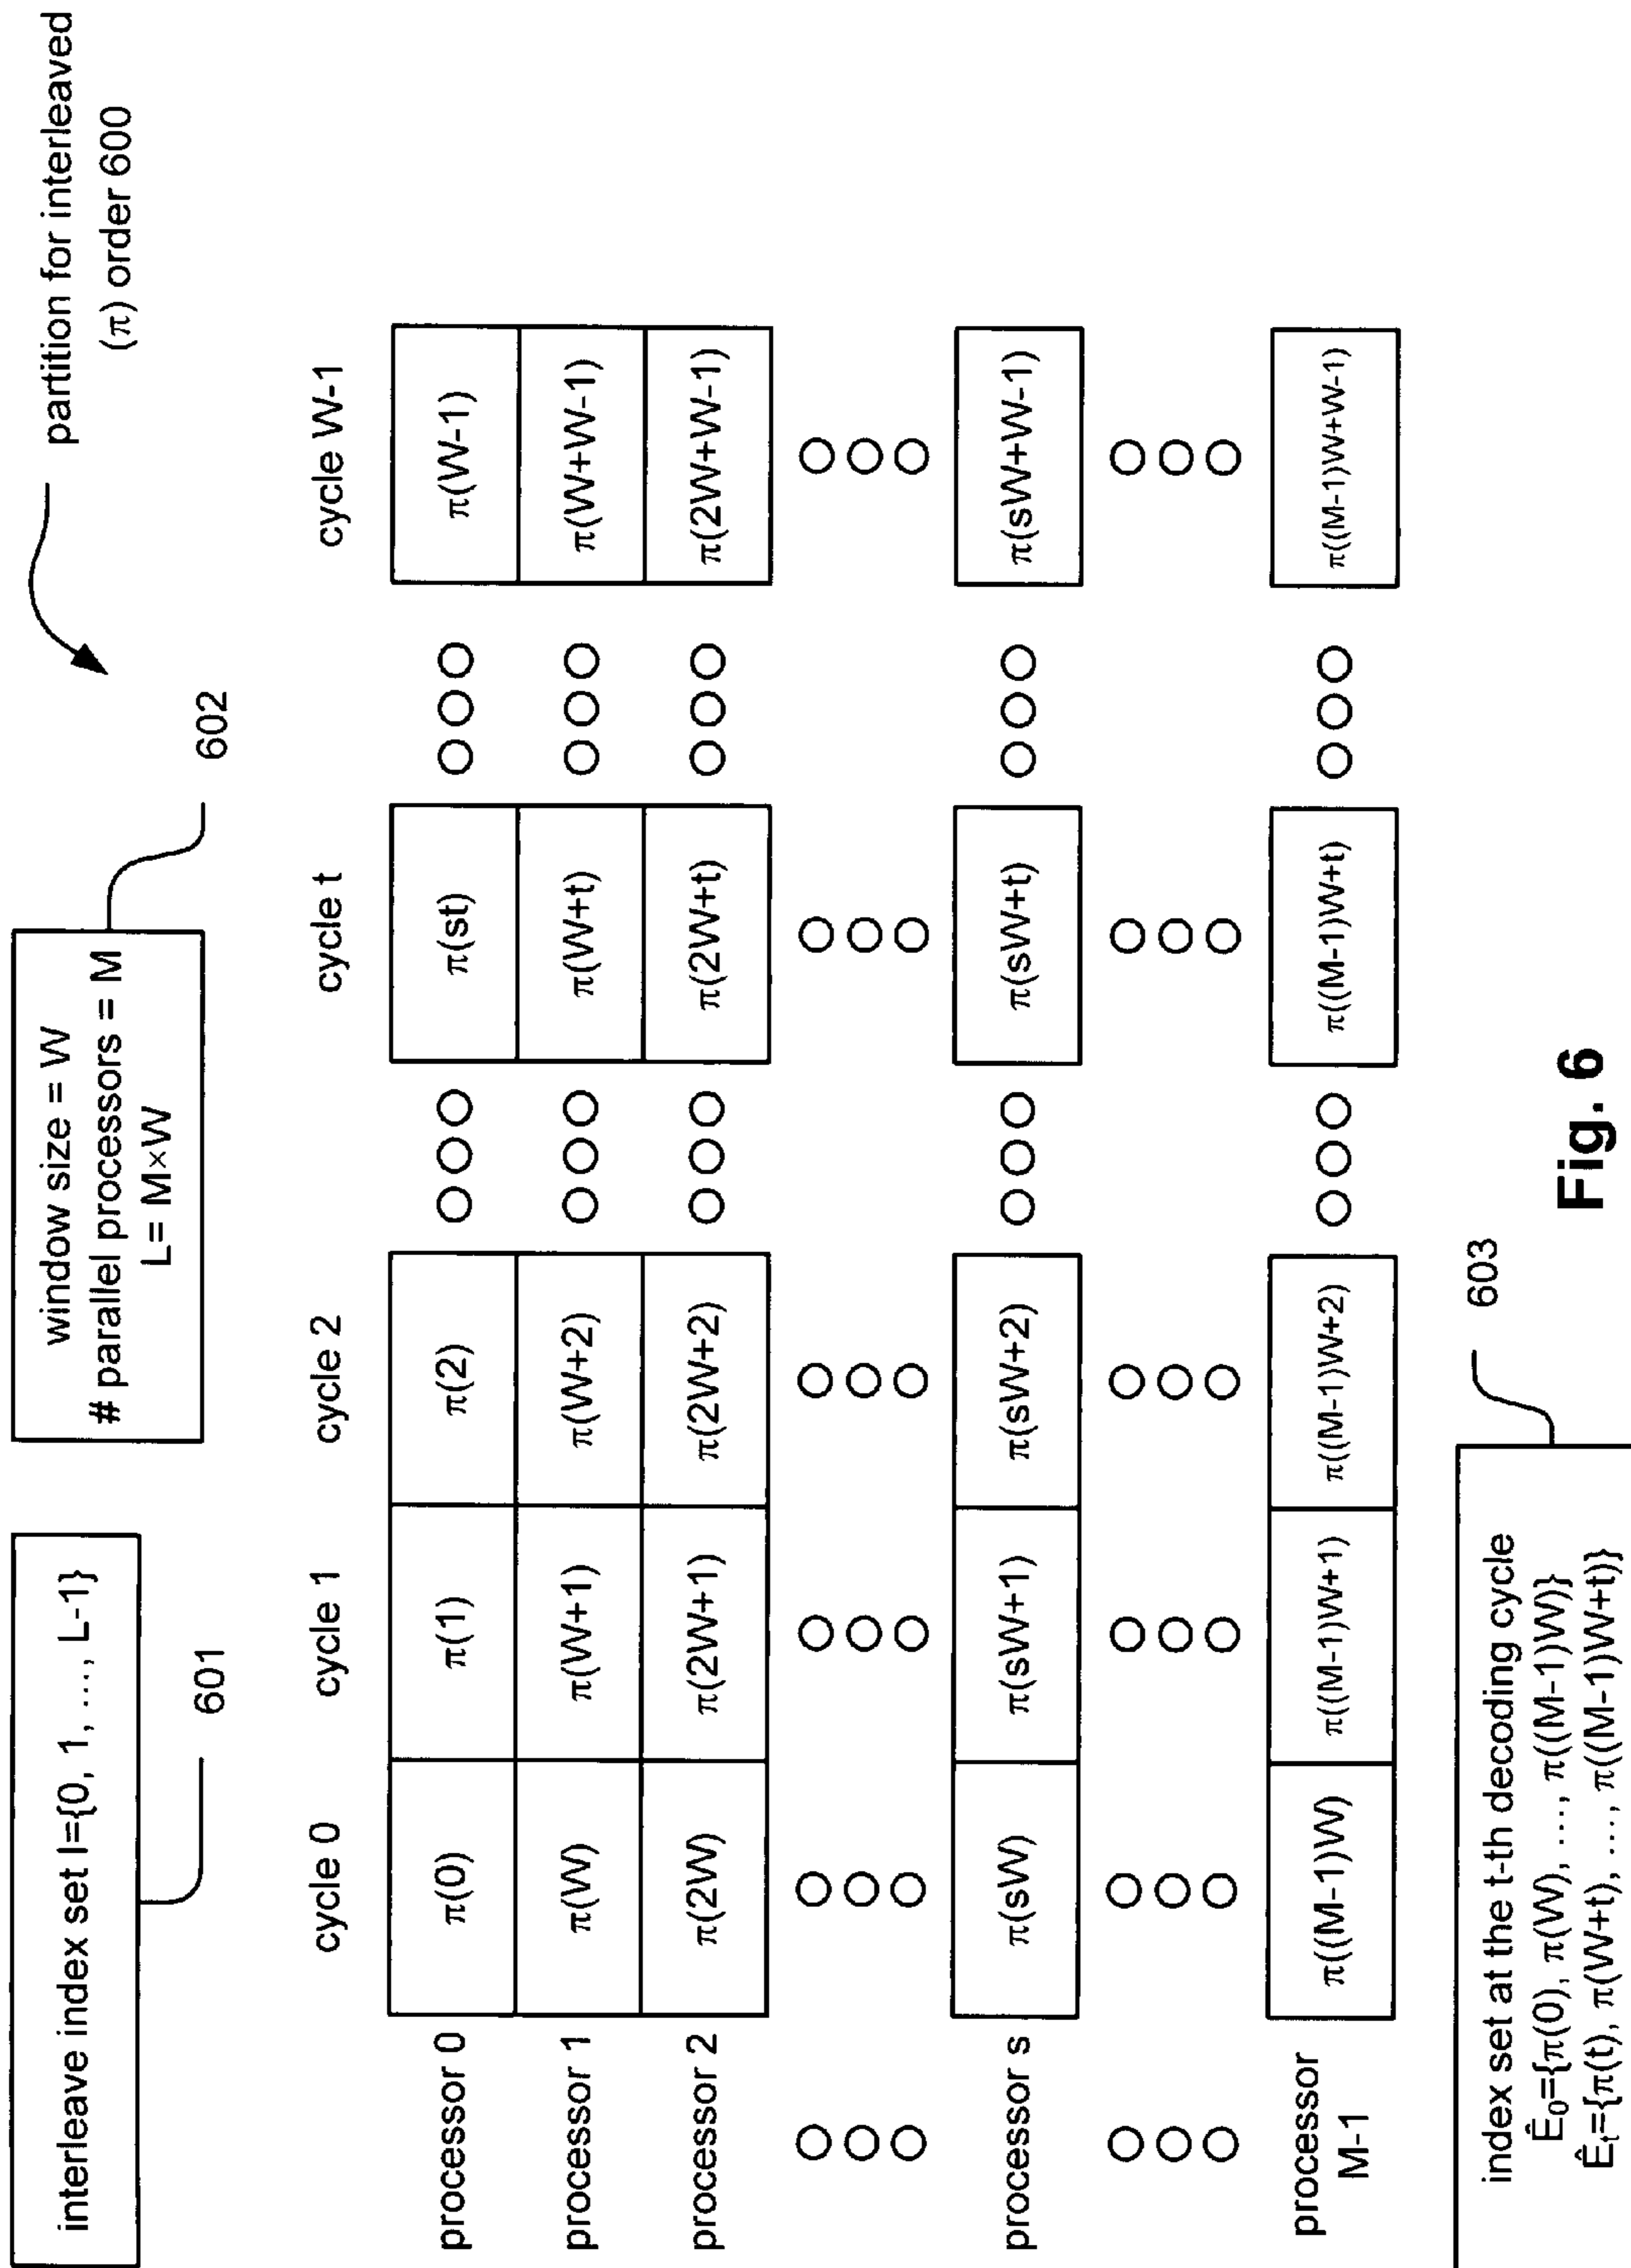 partition for interleaved
(π) order 600
interleave index set I={0, 1, ..., L-1}
601
window size = W
# parallel processors = M
L= M×W
602
cycle 0 cycle 1 cycle 2 cycle t cycle W-1
processor 0 π(0) π(1) π(2) π(st) π(W-1)
processor 1 π(W) π(W+1) π(W+2) π(W+t) π(W+W-1)
processor 2 π(2W) π(2W+1) π(2W+2) π(2W+t) π(2W+W-1)
processor s π(sW) π(sW+1) π(sW+2) π(sW+t) π(sW+W-1)
processor
M-1
π((M-1)W) π((M-1)W+1) π((M-1)W+2) π((M-1)W+t) π((M-1)W+W-1)
index set at the t-th decoding cycle
Ê₀={π(0), π(W), ..., π((M-1)W)}
Êₜ={π(t), π(W+t), ..., π((M-1)W+t)}
603
Fig. 6